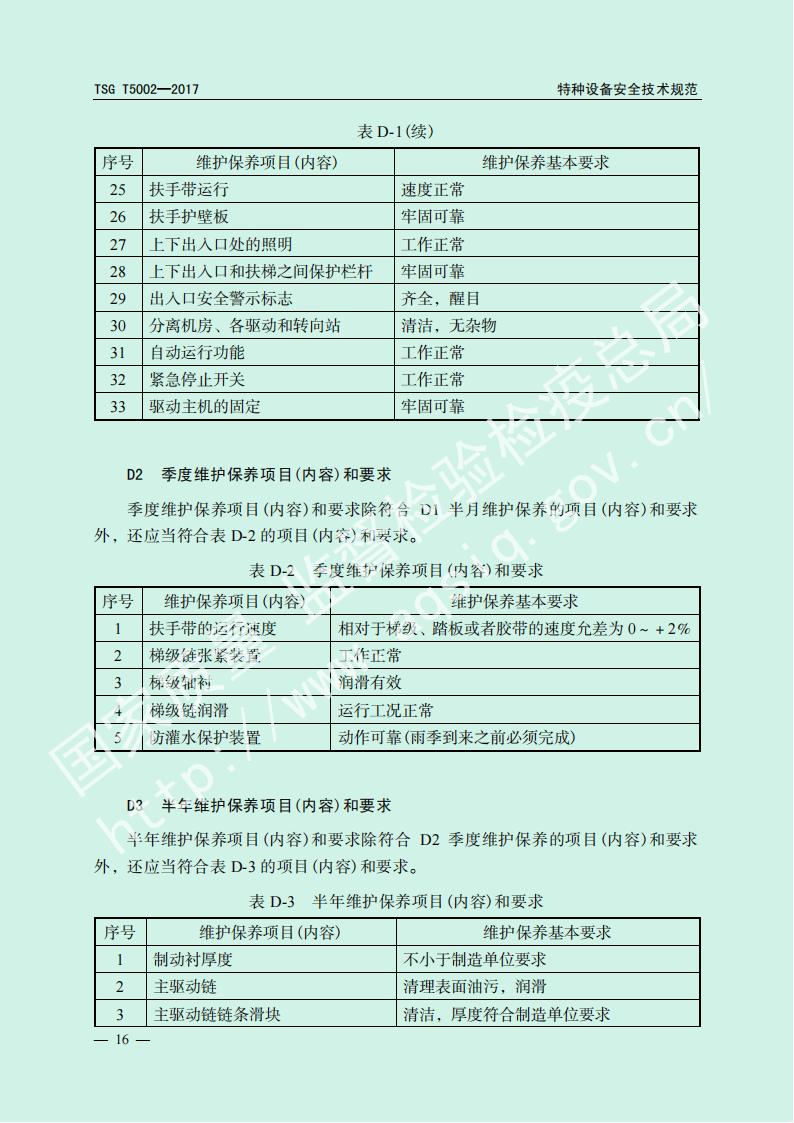 TSG T5002—2017 特种设备安全技术规范
表 D-1(续)
序号 维护保养项目(内容) 维护保养基本要求
25 扶手带运行 速度正常
26 扶手护壁板 牢固可靠
27 上下出入口处的照明 工作正常
28 上下出入口和扶梯之间保护栏杆 牢固可靠
29 出入口安全警示标志 齐全，醒目
30 分离机房、各驱动和转向站 清洁，无杂物
31 自动运行功能 工作正常
32 紧急停止开关 工作正常
33 驱动主机的固定 牢固可靠
D2 季度维护保养项目(内容)和要求
季度维护保养项目(内容)和要求除符合 D1 半月维护保养的项目(内容)和要求
外，还应当符合表 D-2 的项目(内容)和要求。
表 D-2 季度维护保养项目(内容)和要求
序号 维护保养项目(内容) 维护保养基本要求
1 扶手带的运行速度 相对于梯级、踏板或者胶带的速度允差为 0～+2%
2 梯级链张紧装置 工作正常
3 梯级轴衬 润滑有效
4 梯级链润滑 运行工况正常
5 防灌水保护装置 动作可靠(雨季到来之前必须完成)
D3 半年维护保养项目(内容)和要求
半年维护保养项目(内容)和要求除符合 D2 季度维护保养的项目(内容)和要求
外，还应当符合表 D-3 的项目(内容)和要求。
表 D-3 半年维护保养项目(内容)和要求
序号 维护保养项目(内容) 维护保养基本要求
1 制动衬厚度 不小于制造单位要求
2 主驱动链 清理表面油污，润滑
3 主驱动链链条滑块 清洁，厚度符合制造单位要求
— 16 —
国家质量监督检验检疫总局
http://www.aqsiq.gov.cn/